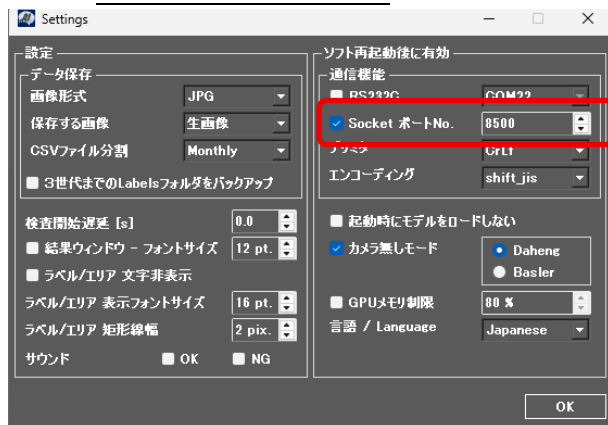 Settings
設定
データ保存
画像形式 JPG
保存する画像 生画像
CSVファイル分割 Monthly
3世代までのLabelsフォルダをバックアップ
検査開始遅延 [s] 0.0
結果ウィンドウ - フォントサイズ 12 pt.
ラベル/エリア 文字非表示
ラベル/エリア 表示フォントサイズ 16 pt.
ラベル/エリア 矩形線幅 2 pix.
サウンド OK NG
ソフト再起動後に有効
通信機能
RS232C COM22
Socket ポートNo. 8500
デリミタ CrLf
エンコーディング shift_jis
起動時にモデルをロードしない
カメラ無しモード Daheng
Basler
GPUメモリ制限 80 %
言語 / Language Japanese
OK